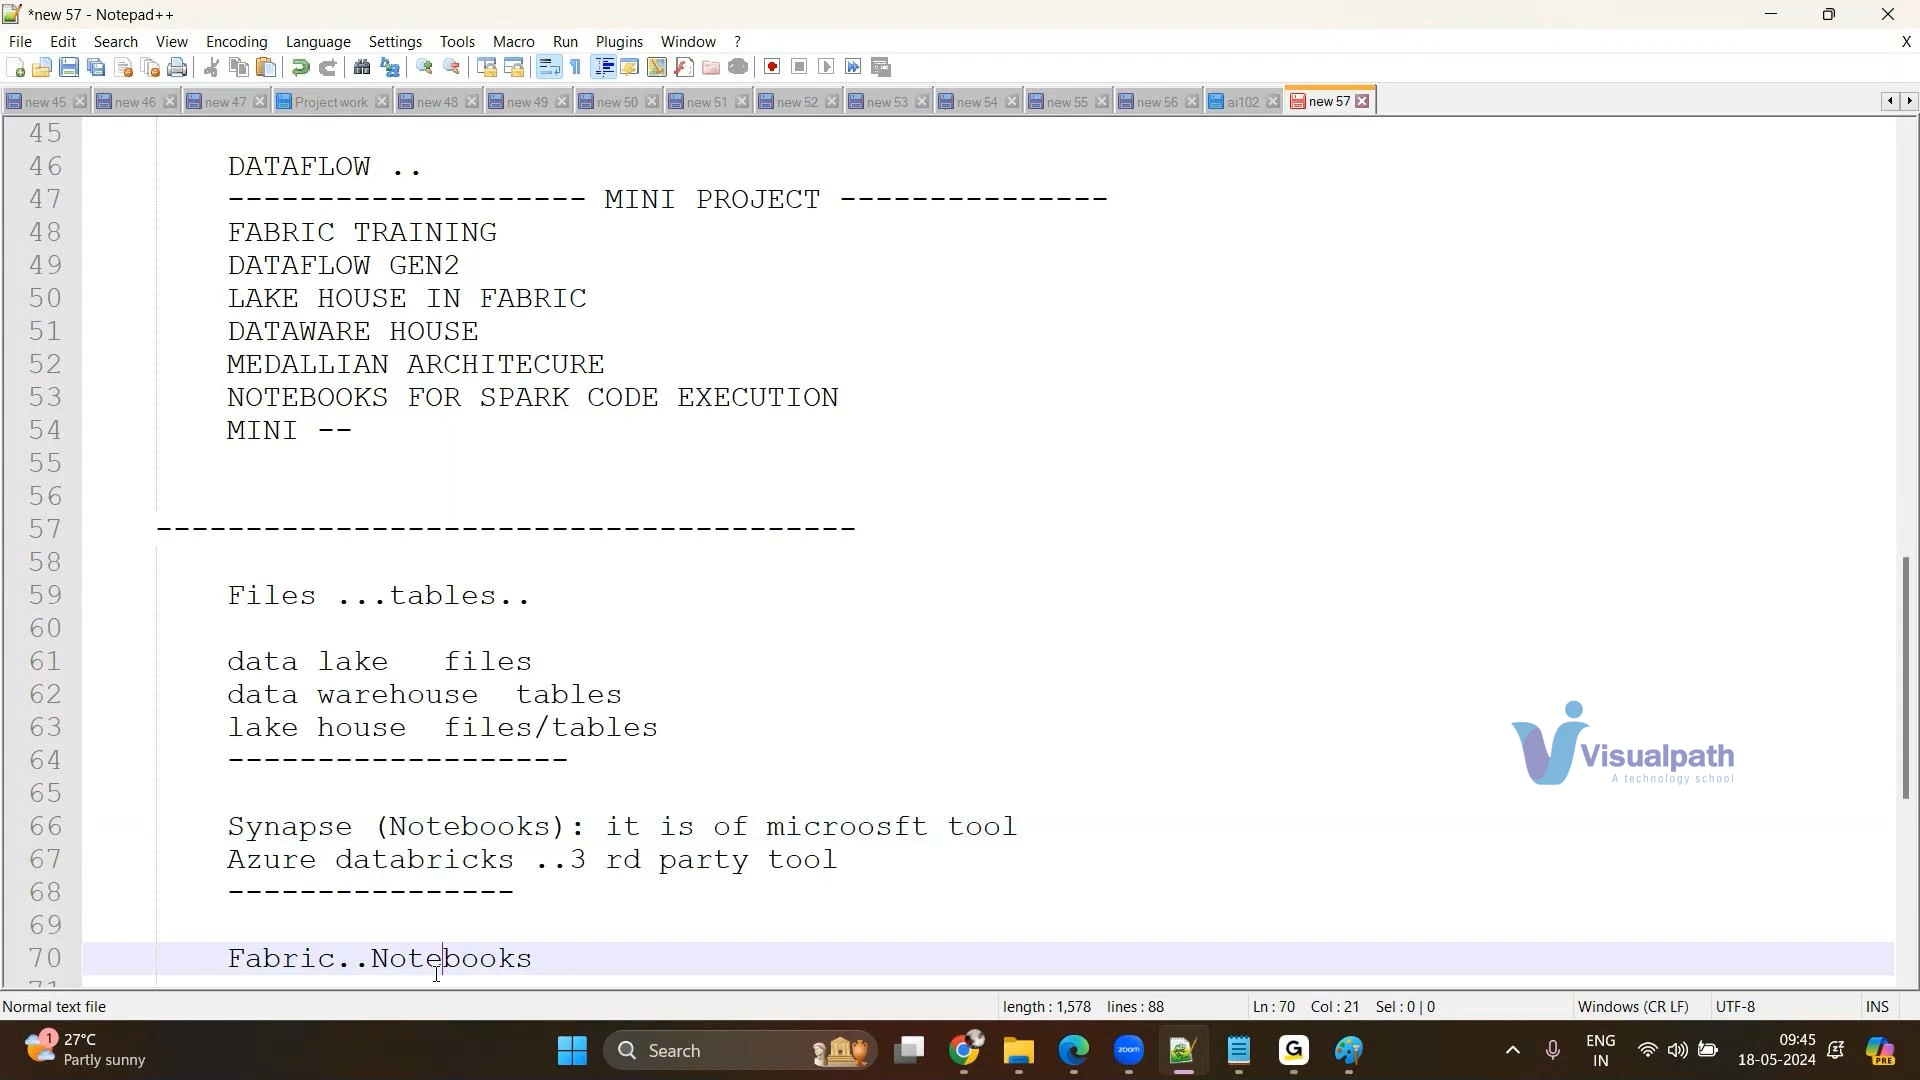 *new 57 - Notepad++
File Edit Search View Encoding Language Settings Tools Macro Run Plugins Window ? X
new 45 new 46 new 47 Project work new 48 new 49 new 50 new 51 new 52 new 53 new 54 new 55 new 56 ai102 new 57
45
46 DATAFLOW ..
47 -------------------- MINI PROJECT ---------------
48 FABRIC TRAINING
49 DATAFLOW GEN2
50 LAKE HOUSE IN FABRIC
51 DATAWARE HOUSE
52 MEDALLIAN ARCHITECURE
53 NOTEBOOKS FOR SPARK CODE EXECUTION
54 MINI --
55
56
57 ---------------------------------------
58
59 Files ...tables..
60
61 data lake files
62 data warehouse tables
63 lake house files/tables
64 -------------------
65
66 Synapse (Notebooks): it is of microosft tool
67 Azure databricks ..3 rd party tool
68 ----------------
69
70 Fabric..Notebooks
71
Visualpath
A technology school
Normal text file length : 1,578 lines : 88 Ln : 70 Col : 21 Sel : 0 | 0 Windows (CR LF) UTF-8 INS
1
27°C
Partly sunny
Search
zoom
G
ENG
IN
09:45
18-05-2024
PRE